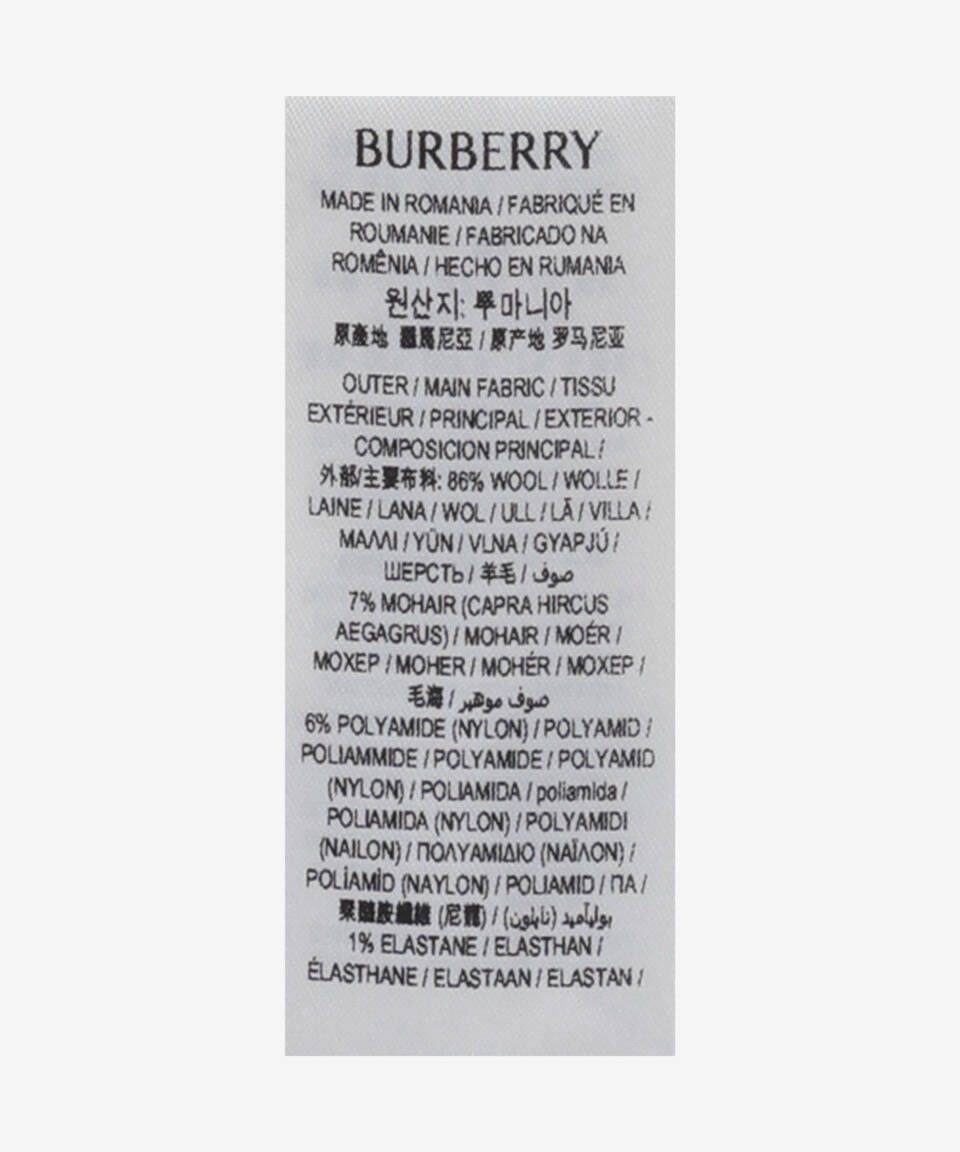 BURBERRY
MADE IN ROMANIA / FABRIQUÉ EN
ROUMANIE / FABRICADO NA
ROMÊNIA / HECHO EN RUMANIA
원산지: 루마니아
原產地 羅馬尼亞 / 原产地 罗马尼亚
OUTER / MAIN FABRIC / TISSU
EXTÉRIEUR / PRINCIPAL / EXTERIOR -
COMPOSICION PRINCIPAL /
外部/主要布料: 86% WOOL / WOLLE /
LAINE / LANA / WOL / ULL / LÃ / VILLA /
ΜΑΛΛΙ / YÜN / VLNA / GYAPJÚ /
ШЕРСТЬ / 羊毛 / صوف
7% MOHAIR (CAPRA HIRCUS
AEGAGRUS) / MOHAIR / MOÉR /
ΜΟΧΕΡ / MOHER / MOHÉR / МОХЕР /
毛海 / صوف موهير
6% POLYAMIDE (NYLON) / POLYAMID /
POLIAMMIDE / POLYAMIDE / POLYAMID
(NYLON) / POLIAMIDA / poliamida /
POLIAMIDA (NYLON) / POLYAMIDI
(NAILON) / ΠΟΛΥΑΜΙΔΙΟ (ΝΑΪΛΟΝ) /
POLİAMİD (NAYLON) / POLIAMID / ПА /
聚醯胺纖維 (尼龍) / بولياميد (نايلون)
1% ELASTANE / ELASTHAN /
ÉLASTHANE / ELASTAAN / ELASTAN /